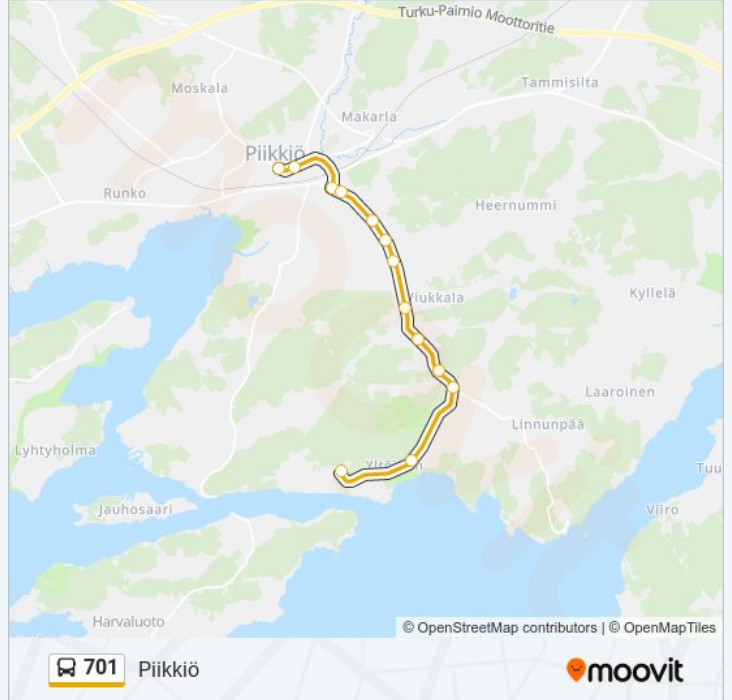 Turku-Paimio Moottoritie
Moskala
Tammisilta
Makarla
Piikkiö
Runko
Heernummi
Viukkala
Kyllelä
Laaroinen
Linnunpää
Lyhtyholma
Tuu
Jauhosaari
Viiro
Harvaluoto
© OpenStreetMap contributors | © OpenMapTiles
701 Piikkiö
moovit